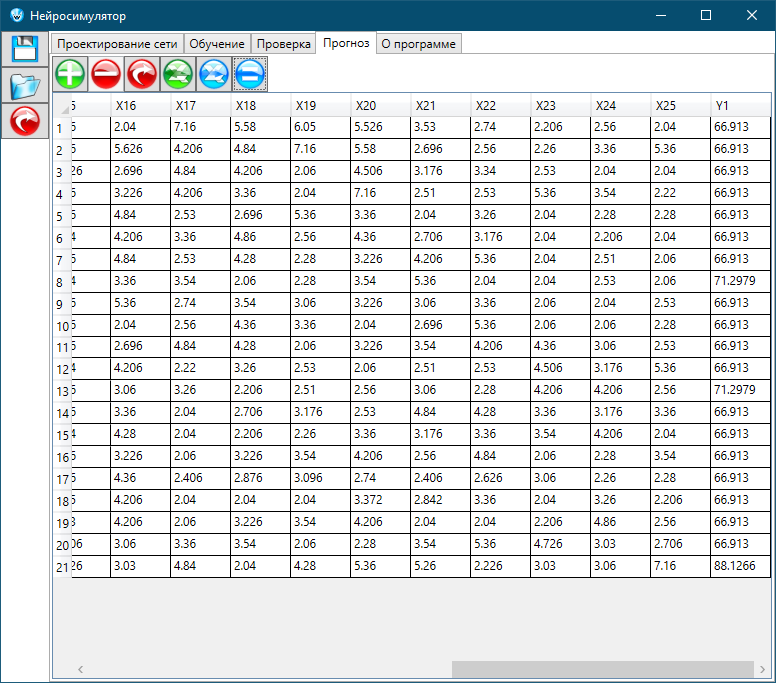 Нейросимулятор
Проектирование сети Обучение Проверка Прогноз О программе
5 X16 X17 X18 X19 X20 X21 X22 X23 X24 X25 Y1
1 5 2.04 7.16 5.58 6.05 5.526 3.53 2.74 2.206 2.56 2.04 66.913
2 5 5.626 4.206 4.84 7.16 5.58 2.696 2.56 2.26 3.36 5.36 66.913
3 26 2.696 4.84 4.206 2.06 4.506 3.176 3.34 2.53 2.04 2.04 66.913
4 5 3.226 4.206 3.36 2.04 7.16 2.51 2.53 5.36 3.54 2.22 66.913
5 5 4.84 2.53 2.696 5.36 3.36 2.04 3.26 2.04 2.28 2.28 66.913
6 4 4.206 3.36 4.86 2.56 4.36 2.706 3.176 2.04 2.206 2.04 66.913
7 5 4.84 2.53 4.28 2.28 3.226 4.206 5.36 2.04 2.51 2.06 66.913
8 4 3.36 3.54 2.06 2.28 3.54 5.36 2.04 2.04 2.53 2.06 71.2979
9 5 5.36 2.74 3.54 3.06 3.226 3.06 3.36 2.06 2.04 2.53 66.913
10 5 2.04 2.56 4.36 3.36 2.04 2.696 5.36 2.06 2.06 2.28 66.913
11 5 2.696 4.84 4.28 2.06 3.226 3.54 4.206 4.36 3.06 2.53 66.913
12 4 4.206 2.22 3.26 2.53 2.06 2.51 2.53 4.506 3.176 5.36 66.913
13 5 3.06 3.26 2.206 2.51 2.56 3.06 2.28 4.206 4.206 2.56 71.2979
14 5 3.36 2.04 2.706 3.176 2.53 4.84 4.28 3.36 3.176 3.36 66.913
15 4 4.28 2.04 2.206 2.26 3.36 3.176 3.36 3.54 4.206 2.04 66.913
16 5 3.226 2.06 3.226 3.54 4.206 2.56 4.84 2.06 2.28 3.54 66.913
17 5 4.36 2.406 2.876 3.096 2.74 2.406 2.626 3.06 2.26 2.28 66.913
18 5 4.206 2.04 2.04 2.04 3.372 2.842 3.36 2.04 3.26 2.206 66.913
19 3 4.206 2.06 3.226 3.54 4.206 2.04 2.04 2.206 4.86 2.56 66.913
20 06 3.06 3.36 3.54 2.06 2.28 3.54 5.36 4.726 3.03 2.706 66.913
21 26 3.03 4.84 2.04 4.28 5.36 5.26 2.226 3.03 3.06 7.16 88.1266